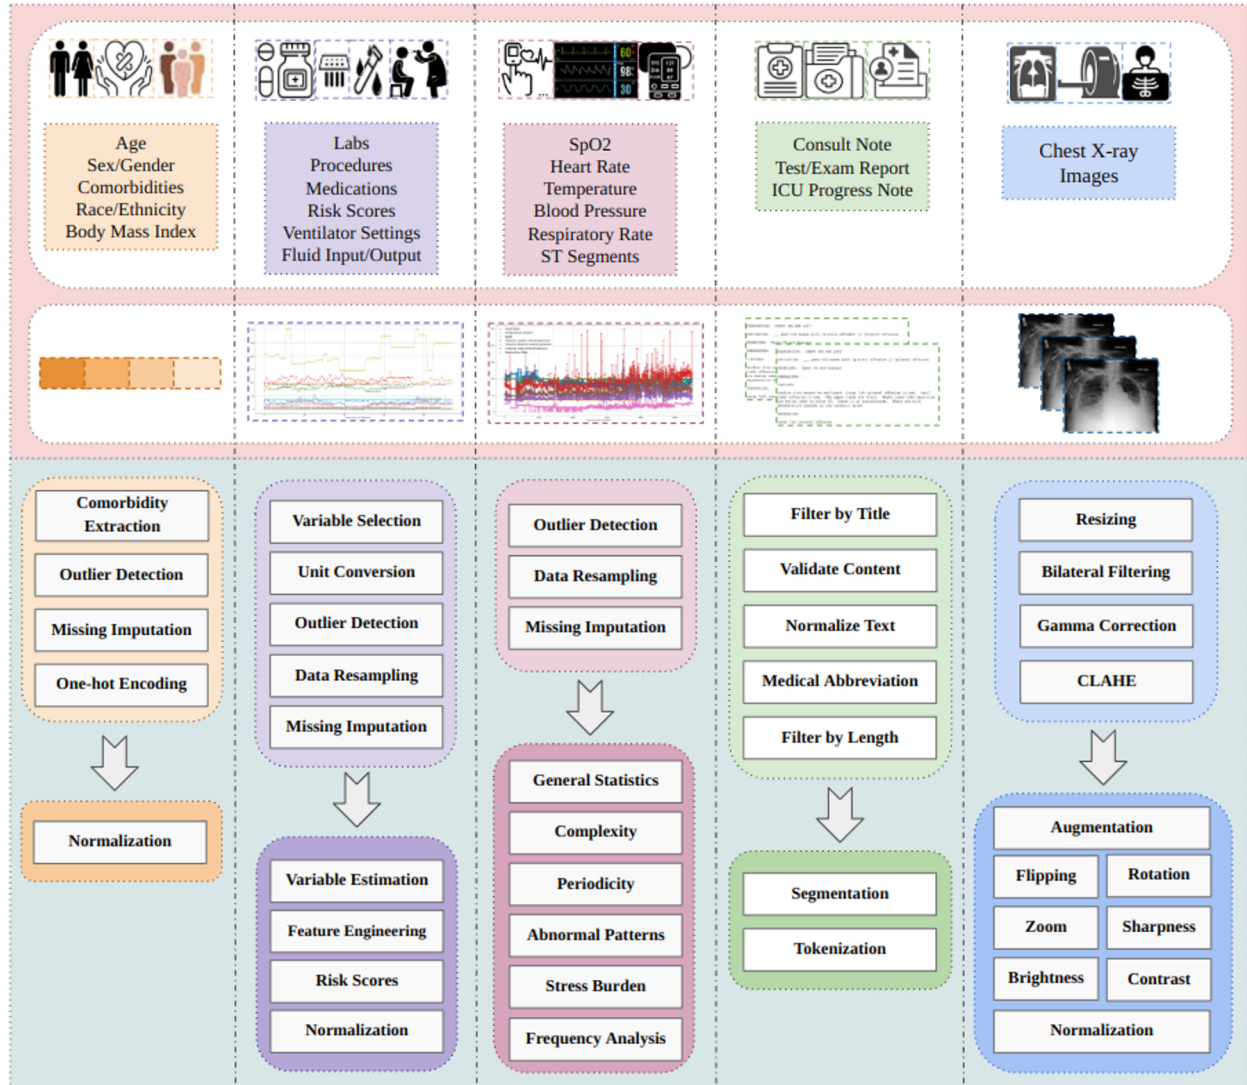 60
98
30
Age
Sex/Gender
Comorbidities
Race/Ethnicity
Body Mass Index
Labs
Procedures
Medications
Risk Scores
Ventilator Settings
Fluid Input/Output
SpO2
Heart Rate
Temperature
Blood Pressure
Respiratory Rate
ST Segments
Consult Note
Test/Exam Report
ICU Progress Note
Chest X-ray
Images
Comorbidity
Extraction
Outlier Detection
Missing Imputation
One-hot Encoding
Normalization
Variable Selection
Unit Conversion
Outlier Detection
Data Resampling
Missing Imputation
Variable Estimation
Feature Engineering
Risk Scores
Normalization
Outlier Detection
Data Resampling
Missing Imputation
General Statistics
Complexity
Periodicity
Abnormal Patterns
Stress Burden
Frequency Analysis
Filter by Title
Validate Content
Normalize Text
Medical Abbreviation
Filter by Length
Segmentation
Tokenization
Resizing
Bilateral Filtering
Gamma Correction
CLAHE
Augmentation
Flipping
Rotation
Zoom
Sharpness
Brightness
Contrast
Normalization